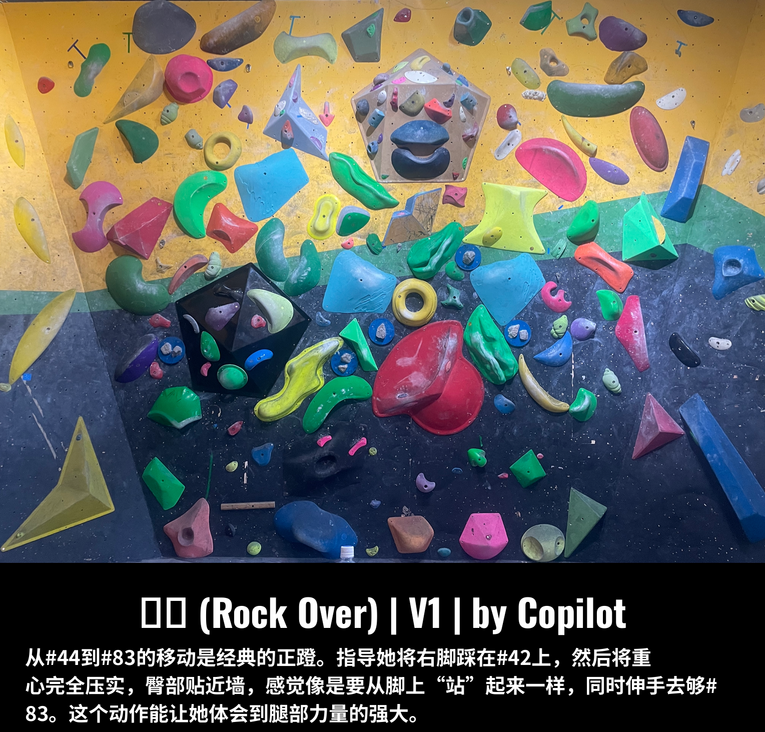 (Rock Over) | V1 | by Copilot
从#44到#83的移动是经典的正蹬。指导她将右脚踩在#42上，然后将重
心完全压实，臀部贴近墙，感觉像是要从脚上“站”起来一样，同时伸手去够#
83。这个动作能让她体会到腿部力量的强大。